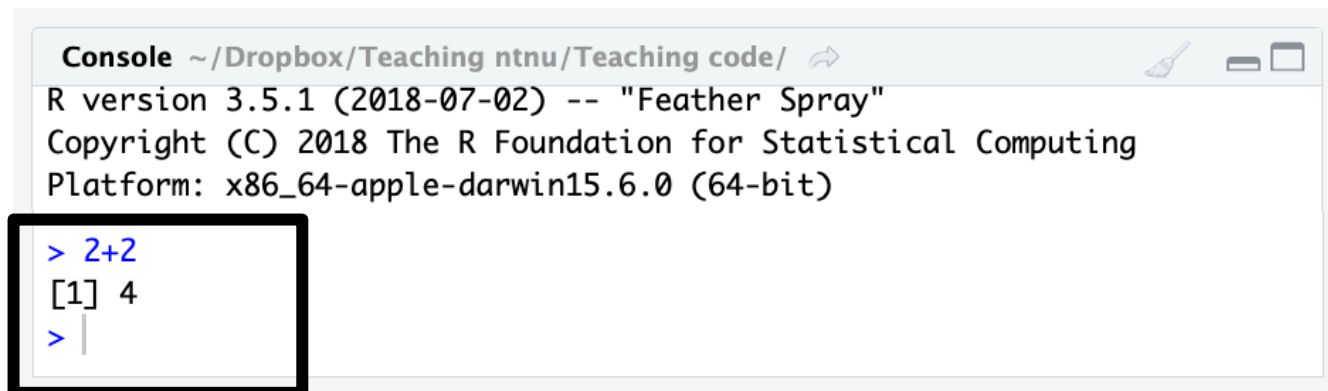 Console ~/Dropbox/Teaching ntnu/Teaching code/
R version 3.5.1 (2018-07-02) -- "Feather Spray"
Copyright (C) 2018 The R Foundation for Statistical Computing
Platform: x86_64-apple-darwin15.6.0 (64-bit)
> 2+2
[1] 4
>